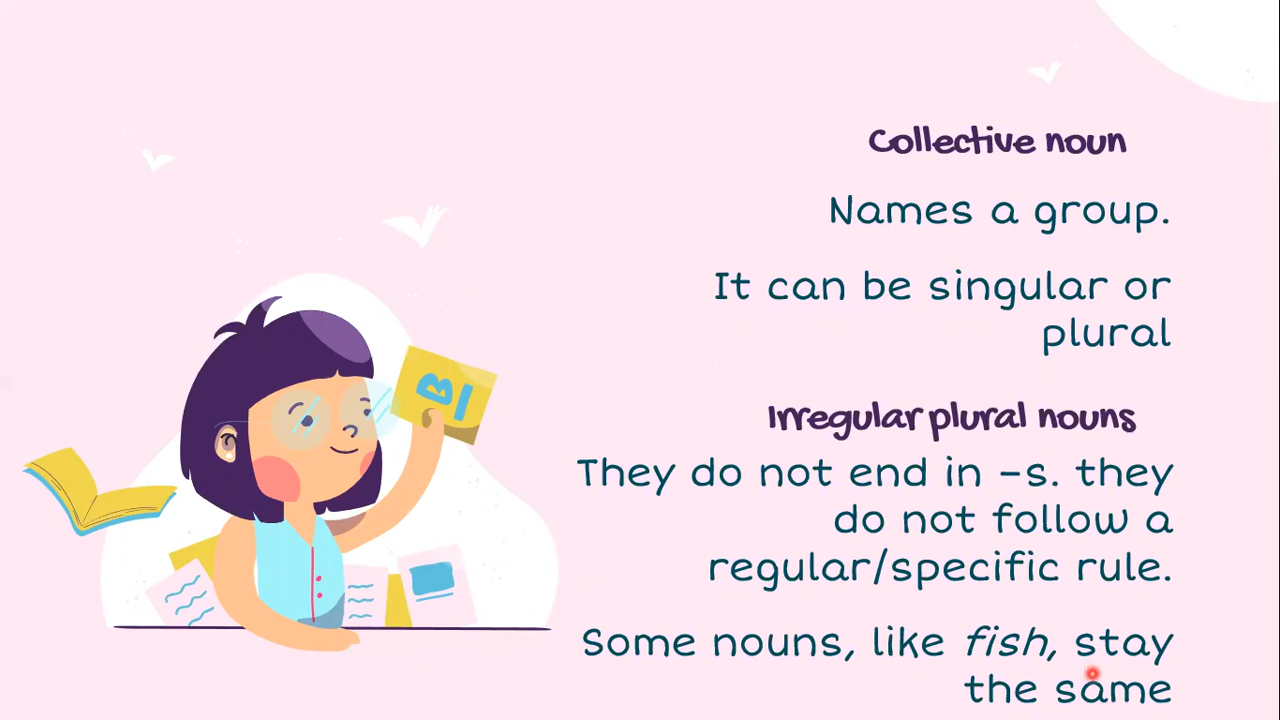 Collective noun
Names a group.
It can be singular or
plural
Irregular plural nouns
They do not end in –s. they
do not follow a
regular/specific rule.
Some nouns, like fish, stay
the same